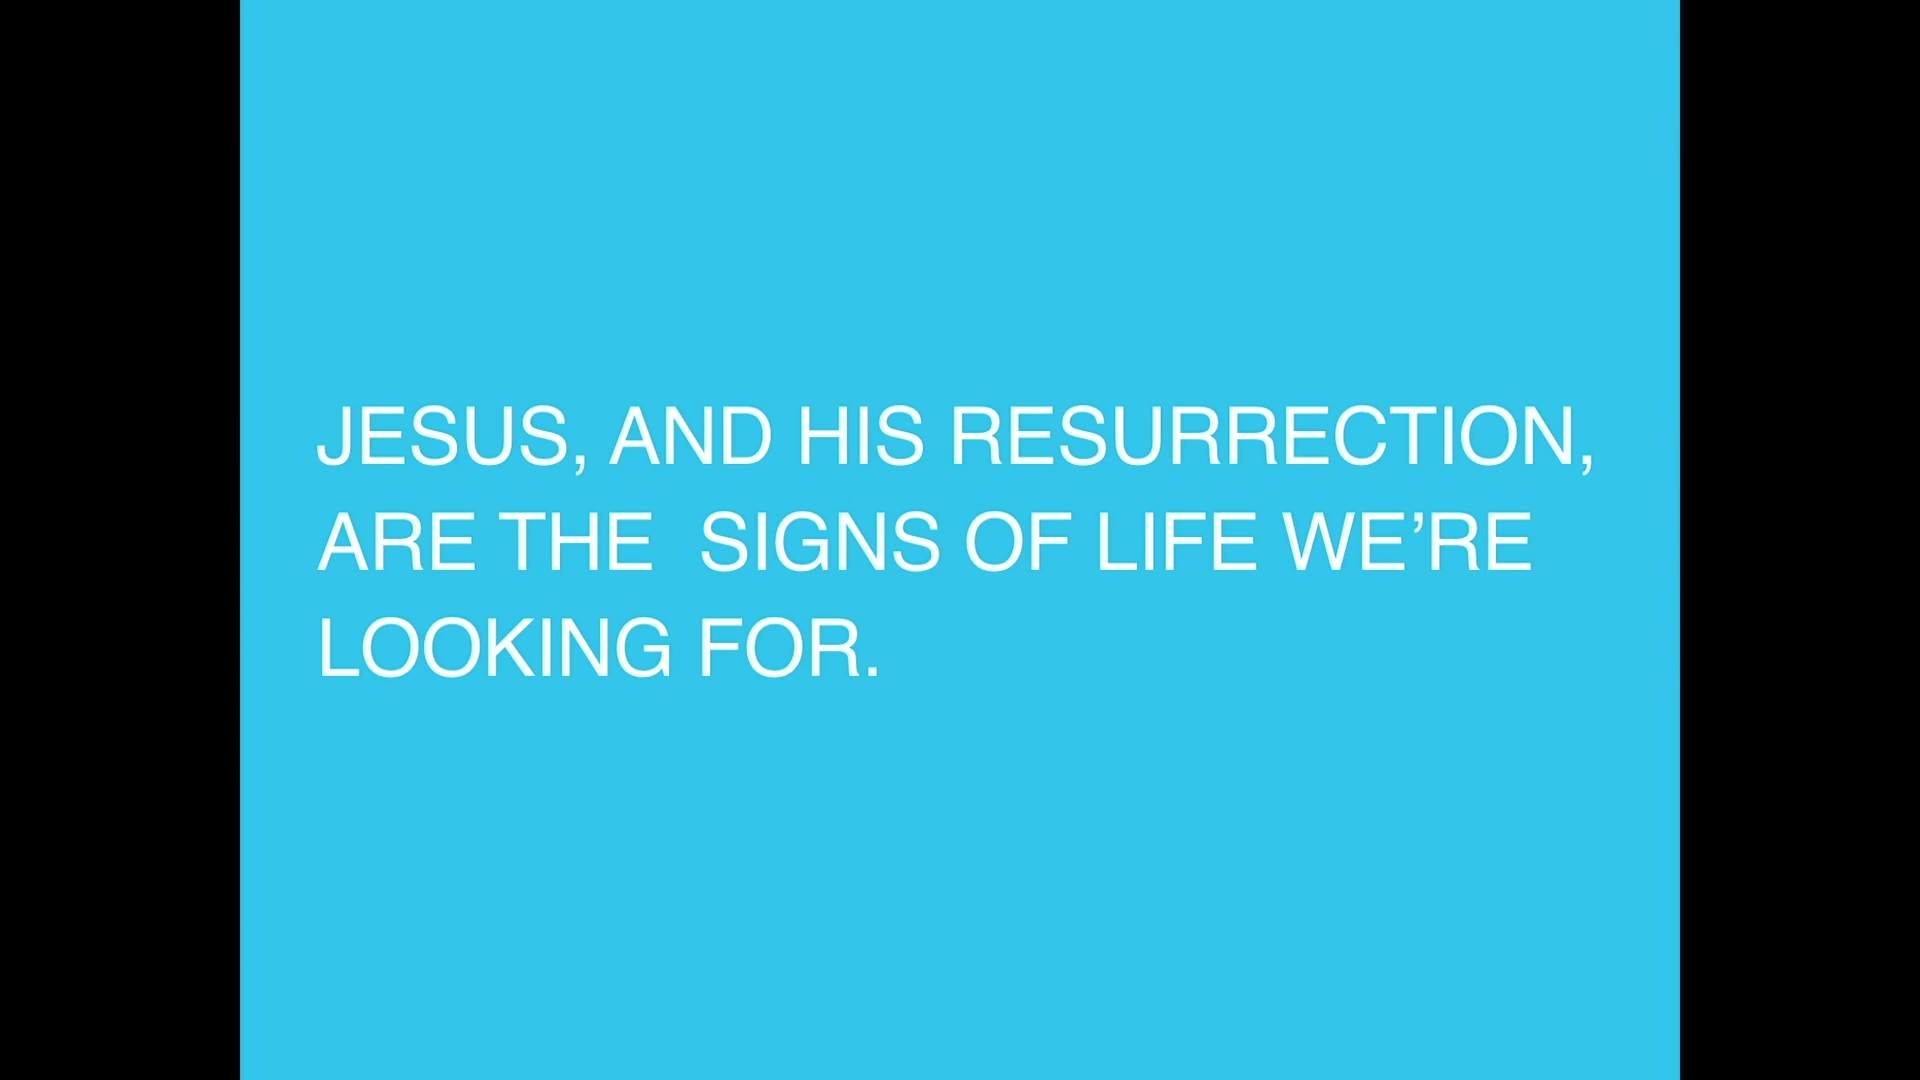 JESUS, AND HIS RESURRECTION,
ARE THE  SIGNS OF LIFE WE’RE
LOOKING FOR.